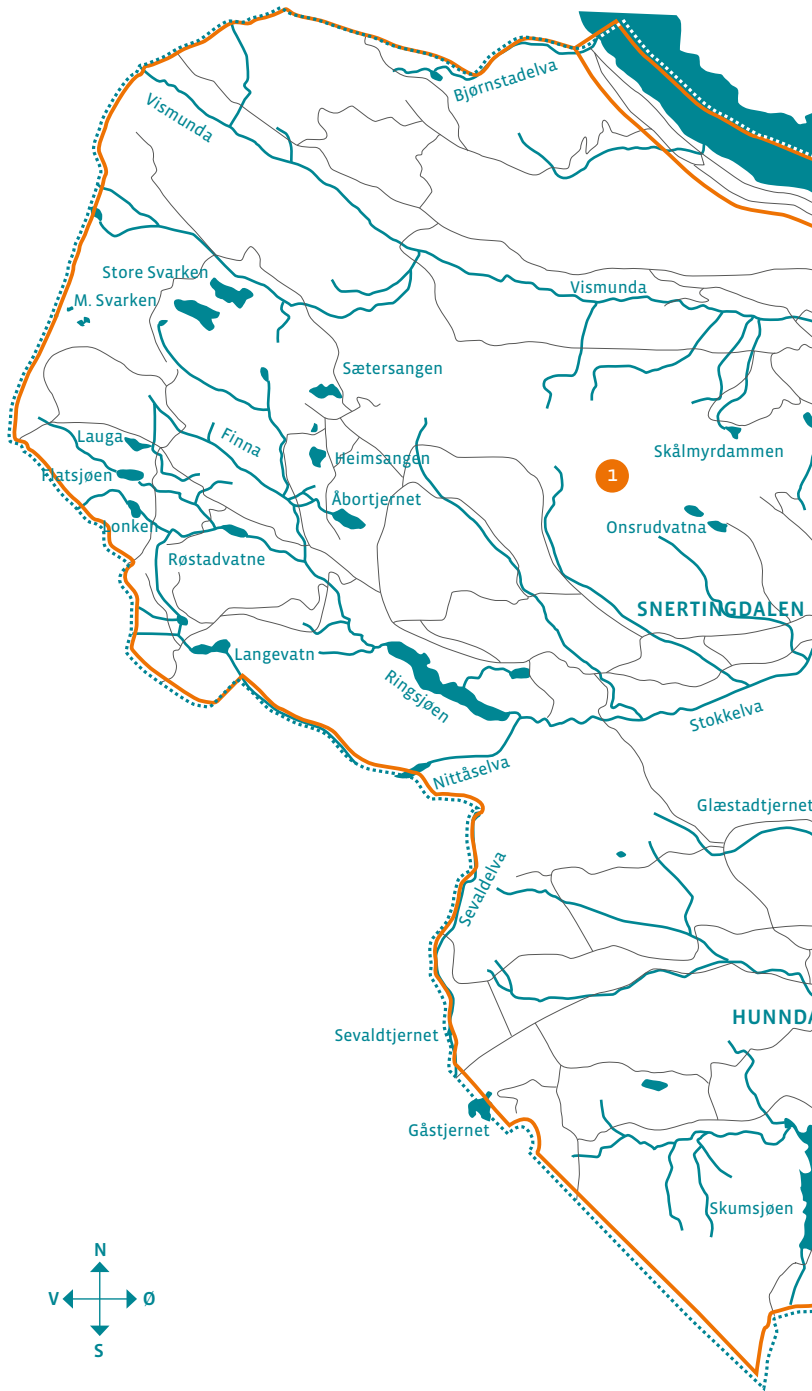 Bjørnstadelva
Vismunda
Store Svarken
Vismunda
M. Svarken
Sætersangen
Finna
Lauga
Skålmyrdammen
Heimsangen
Flatsjøen
1
Åbortjernet
Lonken
Onsrudvatna
Røstadvatne
SNERTINGDALEN
Langevatn
Ringsjøen
Stokkelva
Nittåselva
Glæstadtjernet
Sevaldelva
HUNNDA
Sevaldtjernet
Gåstjernet
Skumsjøen
N
V Ø
S